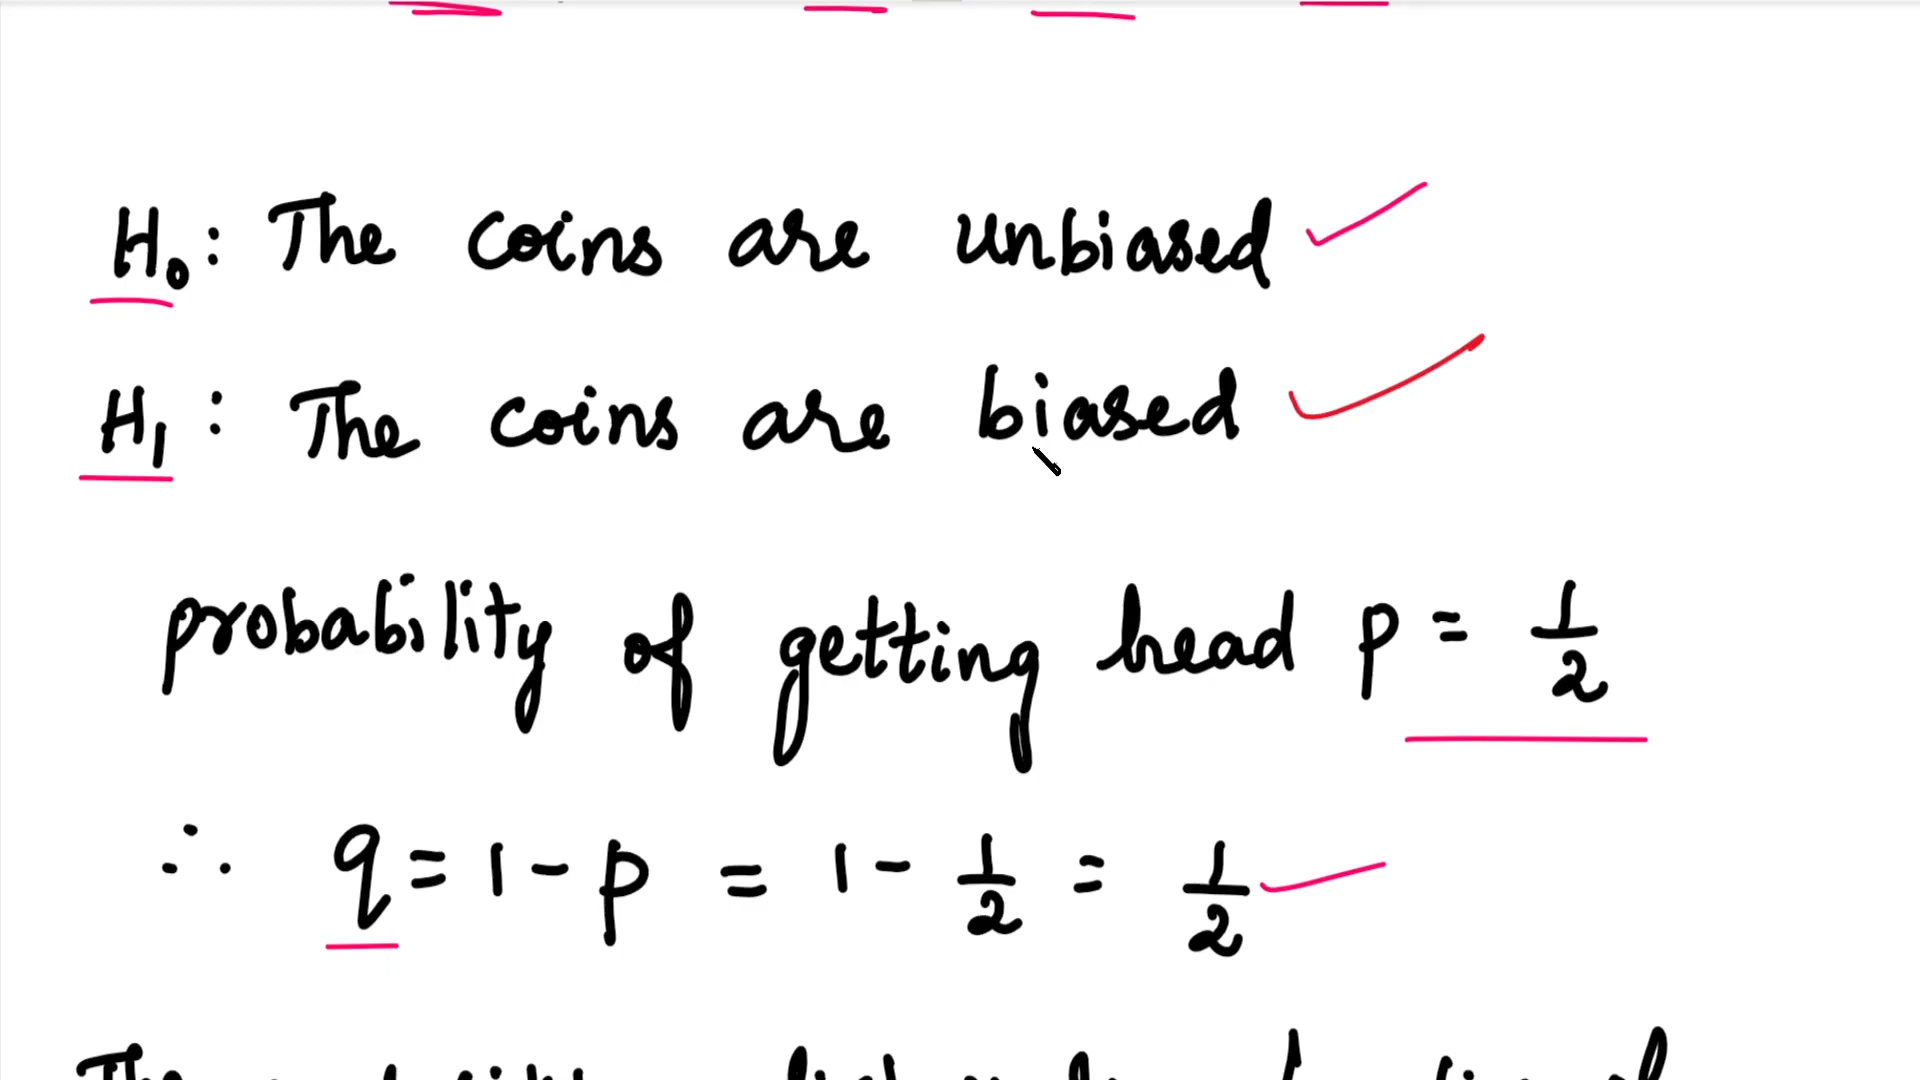 H₀: The coins are unbiased
H₁: The coins are biased
probability of getting head p = 1/2
∴ q = 1 - p = 1 - 1/2 = 1/2
The